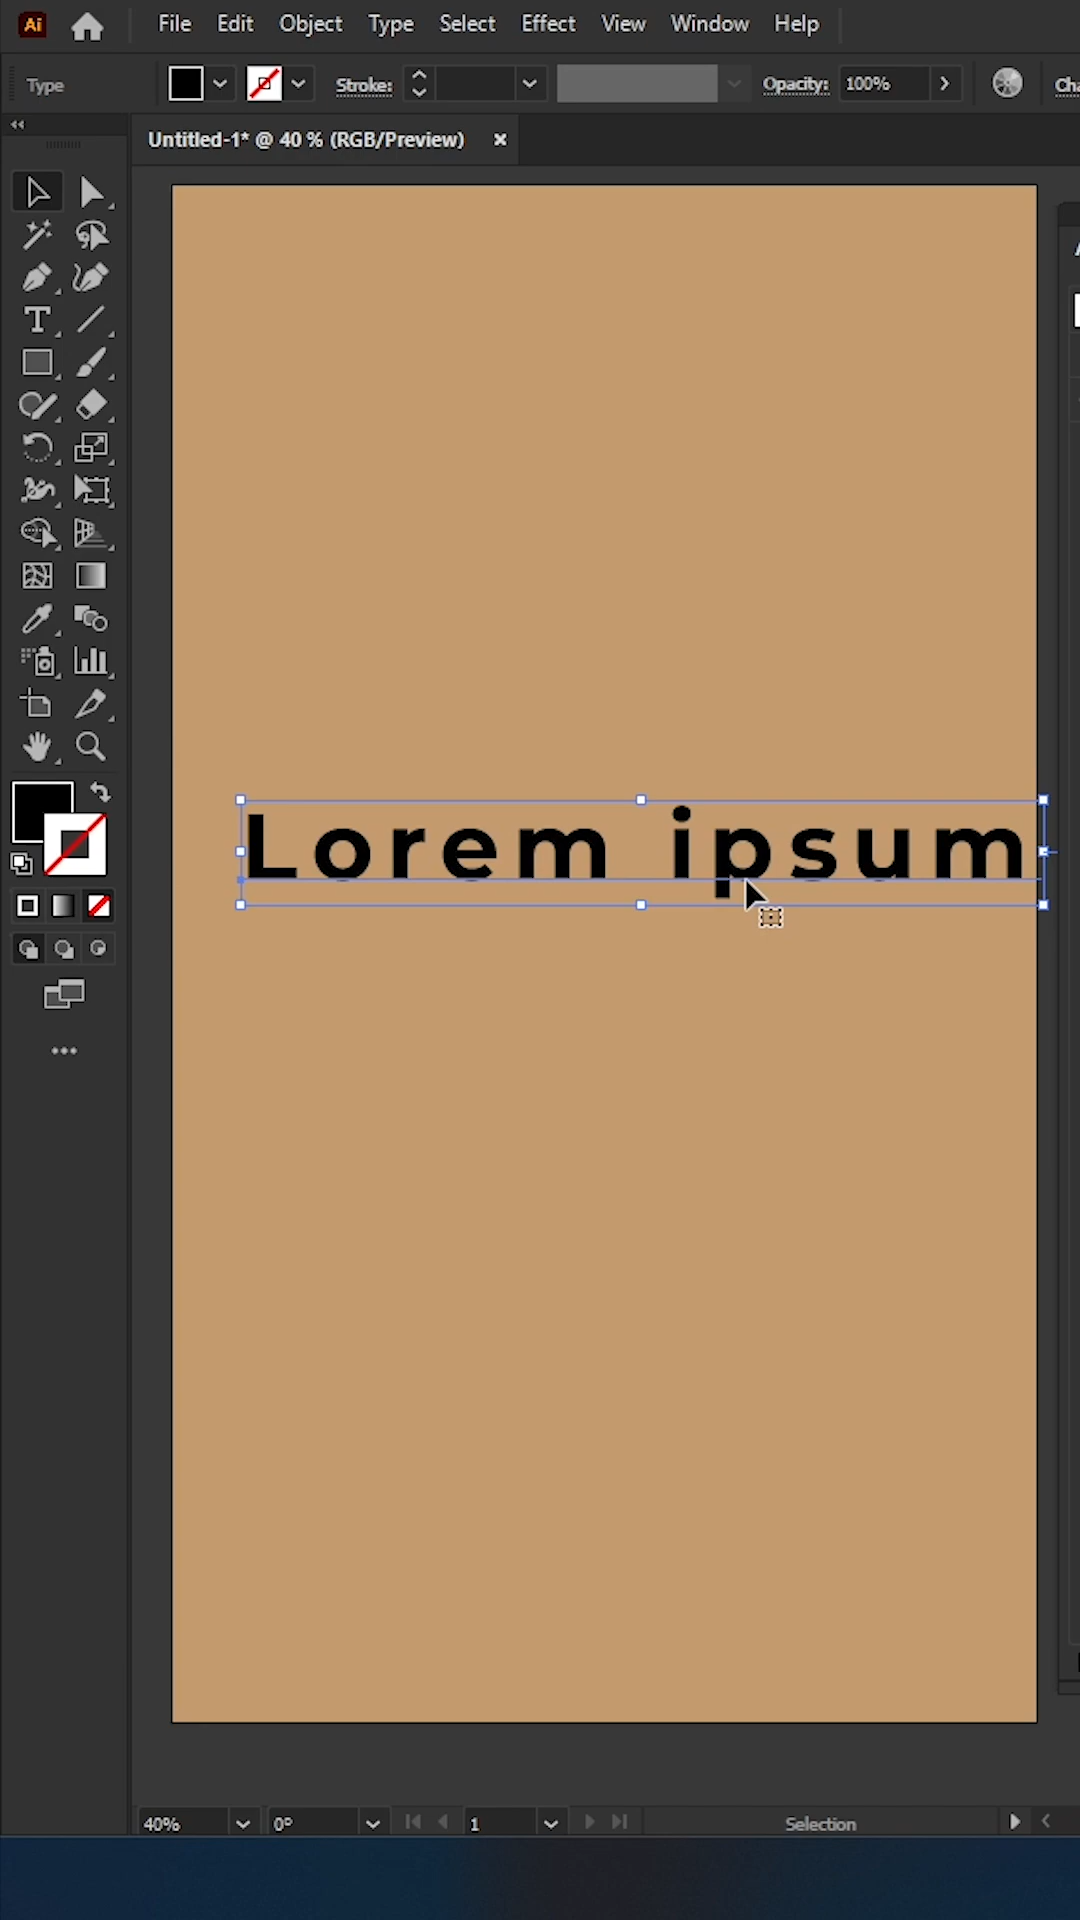 Ai File Edit Object Type Select Effect View Window Help
Type Stroke: Opacity: 100%
Untitled-1* @ 40 % (RGB/Preview) ×
Lorem ipsum
40% 0° 1 Selection